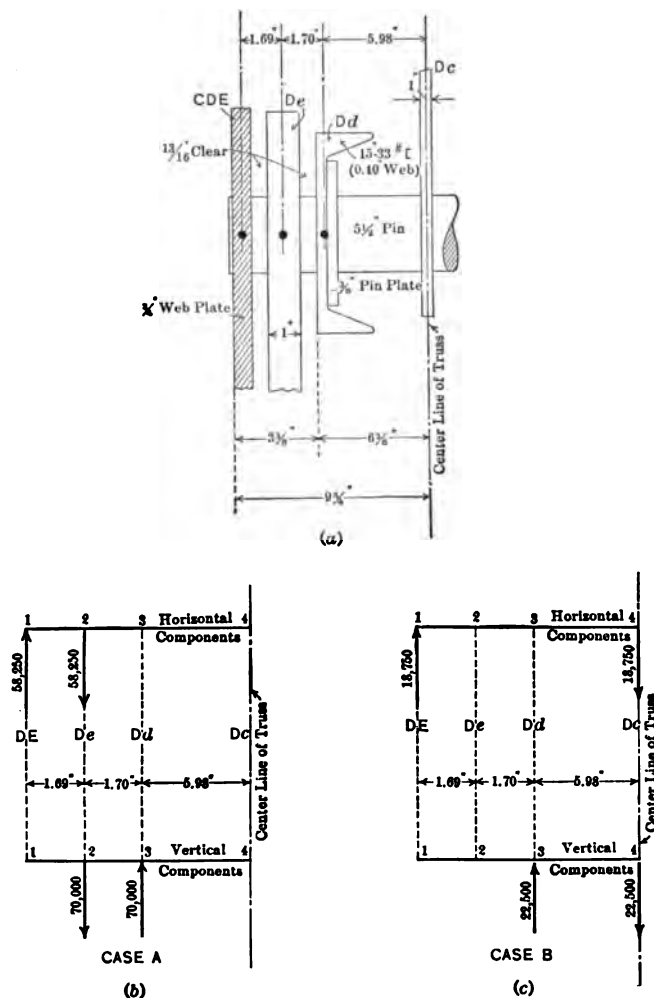 1.69" 1.70" 5.98"
Dc
1"
CDE
De
Dd
13/16" Clear
15"-33 # [
(0.40" Web)
5¼" Pin
⅜" Pin Plate
¾" Web Plate
1"
Center Line of Truss
3⅜" 6⅜"
9¾"
(a)
1 2 3 Horizontal 4
Components
58,250 58,250
DE De Dd Dc
1.69" 1.70" 5.98"
Center Line of Truss
1 2 3 Vertical 4
Components
70,000 70,000
CASE A
(b)
1 2 3 Horizontal 4
Components
18,750 18,750
DE De Dd Dc
1.69" 1.70" 5.98"
Center Line of Truss
1 2 3 Vertical 4
Components
22,500 22,500
CASE B
(c)